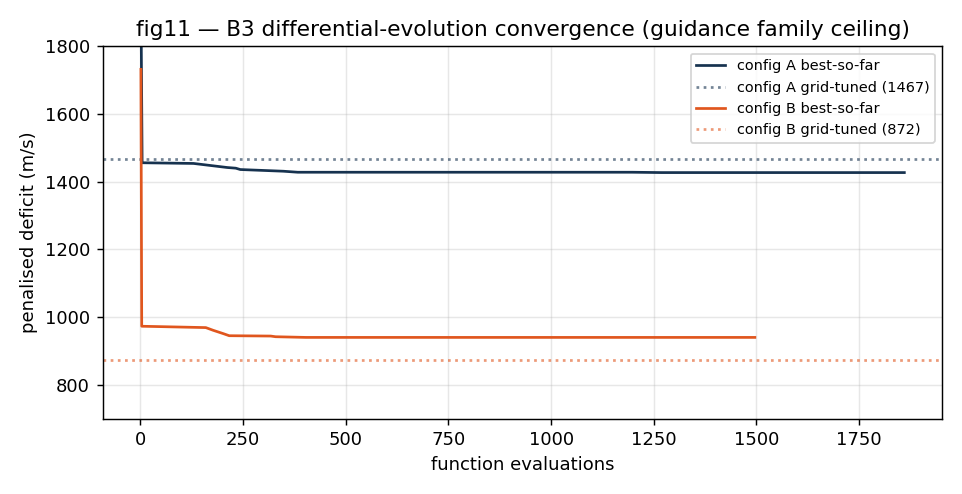 fig11 — B3 differential-evolution convergence (guidance family ceiling)
penalised deficit (m/s)
1800
1600
1400
1200
1000
800
config A best-so-far
config A grid-tuned (1467)
config B best-so-far
config B grid-tuned (872)
0 250 500 750 1000 1250 1500 1750
function evaluations